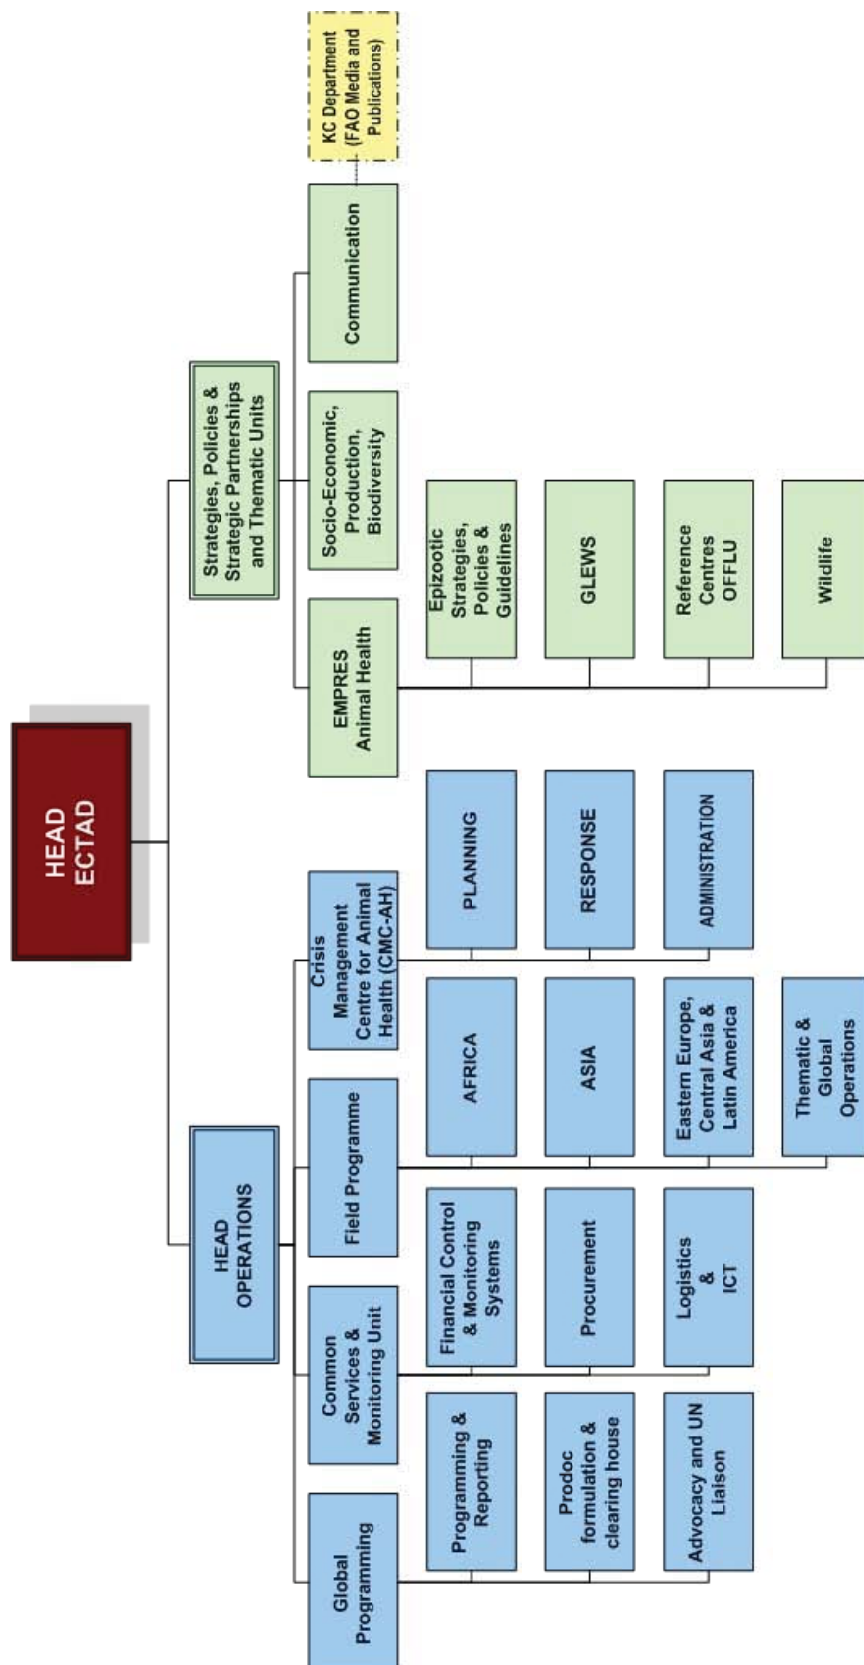 HEAD
ECTAD
HEAD
OPERATIONS
Strategies, Policies &
Strategic Partnerships
and Thematic Units
Global
Programming
Common
Services &
Monitoring Unit
Field Programme
Crisis
Management
Centre for Animal
Health (CMC-AH)
EMPRES
Animal Health
Socio-Economic,
Production,
Biodiversity
Communication
KC Department
(FAO Media and
Publications)
Programming &
Reporting
Financial Control
& Monitoring
Systems
AFRICA
PLANNING
Epizootic
Strategies,
Policies &
Guidelines
Prodoc
formulation &
clearing house
Procurement
ASIA
RESPONSE
GLEWS
Advocacy and UN
Liaison
Logistics
&
ICT
Eastern Europe,
Central Asia &
Latin America
ADMINISTRATION
Reference
Centres
OFFLU
Thematic &
Global
Operations
Wildlife